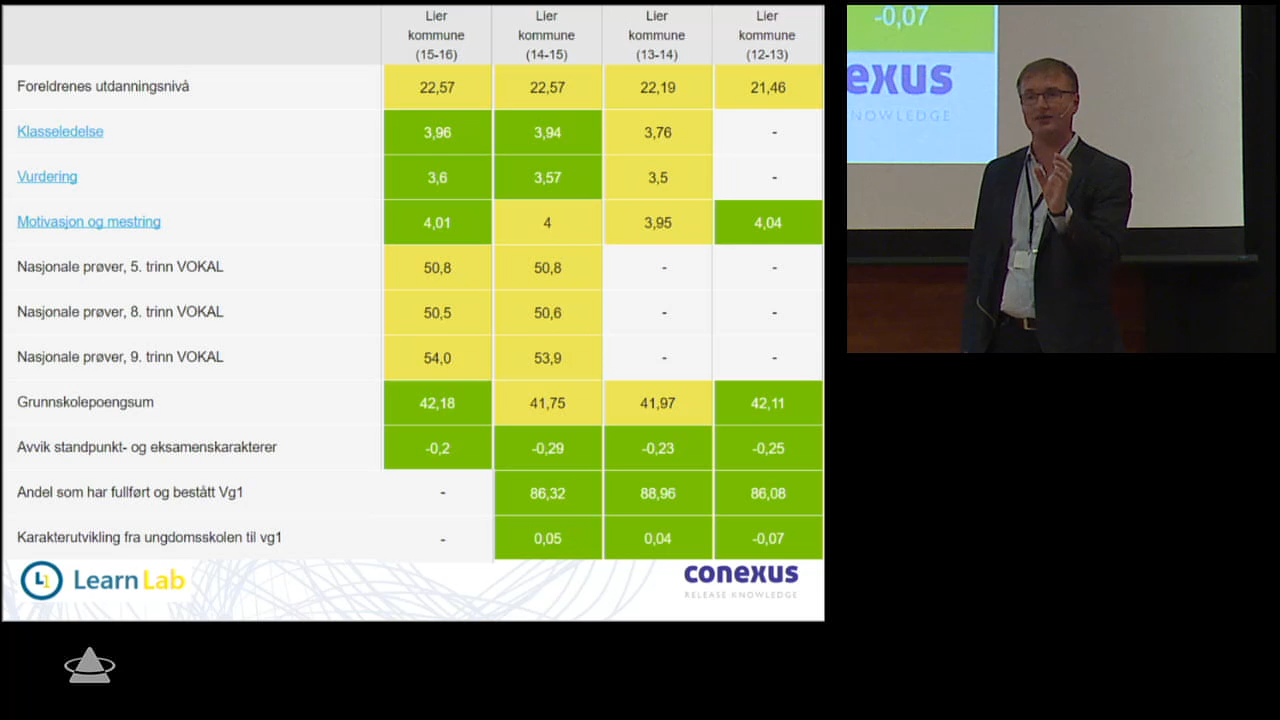 Lier kommune (15-16) Lier kommune (14-15) Lier kommune (13-14) Lier kommune (12-13)
Foreldrenes utdanningsnivå 22,57 22,57 22,19 21,46
Klasseledelse 3,96 3,94 3,76 -
Vurdering 3,6 3,57 3,5 -
Motivasjon og mestring 4,01 4 3,95 4,04
Nasjonale prøver, 5. trinn VOKAL 50,8 50,8 - -
Nasjonale prøver, 8. trinn VOKAL 50,5 50,6 - -
Nasjonale prøver, 9. trinn VOKAL 54,0 53,9 - -
Grunnskolepoengsum 42,18 41,75 41,97 42,11
Avvik standpunkt- og eksamenskarakterer -0,2 -0,29 -0,23 -0,25
Andel som har fullført og bestått Vg1 - 86,32 88,96 86,08
Karakterutvikling fra ungdomsskolen til vg1 - 0,05 0,04 -0,07
L1 LearnLab
conexus
RELEASE KNOWLEDGE
-0,07
exus
NOWLEDGE